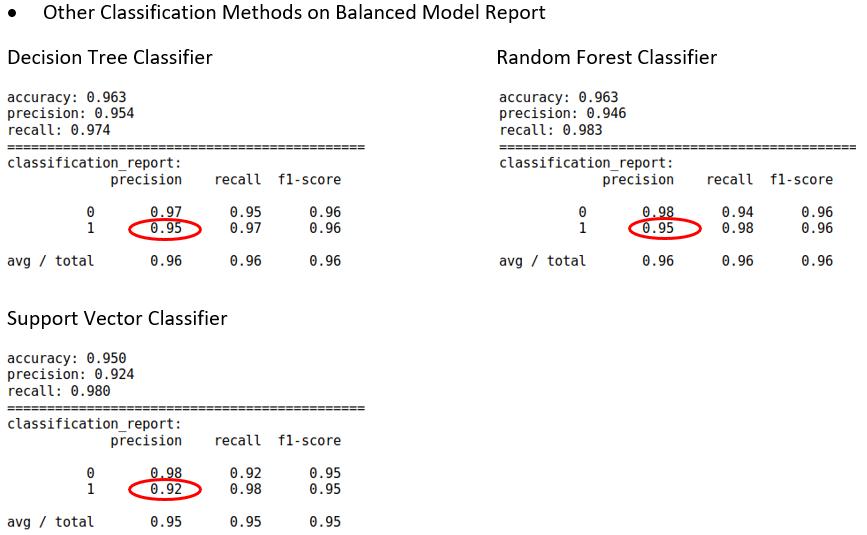 • Other Classification Methods on Balanced Model Report
Decision Tree Classifier
accuracy: 0.963
precision: 0.954
recall: 0.974
=============================================
classification_report:
precision recall f1-score
0 0.97 0.95 0.96
1 0.95 0.97 0.96
avg / total 0.96 0.96 0.96
Random Forest Classifier
accuracy: 0.963
precision: 0.946
recall: 0.983
=============================================
classification_report:
precision recall f1-score
0 0.98 0.94 0.96
1 0.95 0.98 0.96
avg / total 0.96 0.96 0.96
Support Vector Classifier
accuracy: 0.950
precision: 0.924
recall: 0.980
=============================================
classification_report:
precision recall f1-score
0 0.98 0.92 0.95
1 0.92 0.98 0.95
avg / total 0.95 0.95 0.95